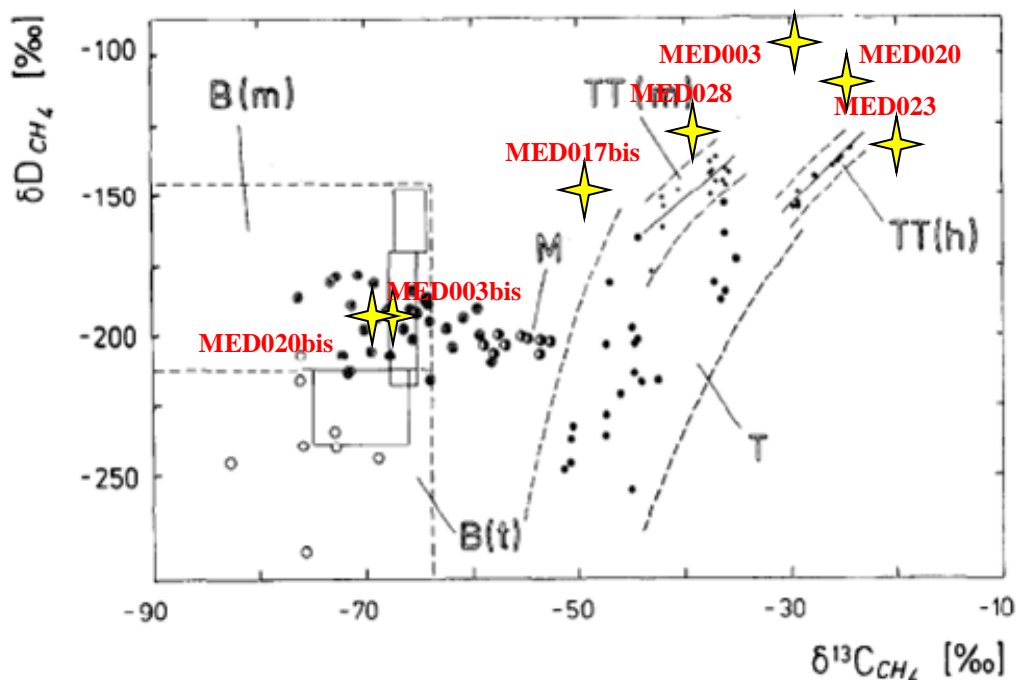 δD CH4 [‰]
-100
-150
-200
-250
B(m)
TT(m)
MED003
MED020
MED028
MED023
MED017bis
TT(h)
M
MED003bis
MED020bis
T
B(t)
-90
-70
-50
-30
-10
δ¹³C CH4 [‰]